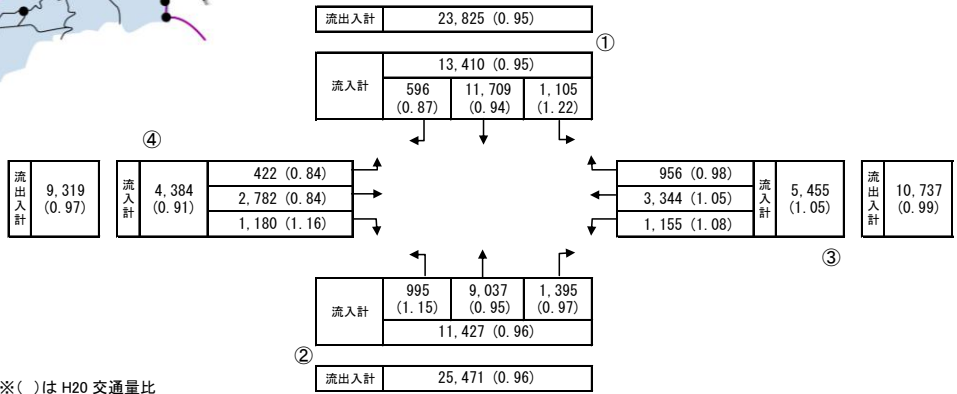 流出入計 23,825 (0.95)
①
流入計 13,410 (0.95)
596 11,709 1,105
(0.87) (0.94) (1.22)
④
流出入計 9,319 (0.97)
流入計 4,384 (0.91)
422 (0.84)
2,782 (0.84)
1,180 (1.16)
956 (0.98)
3,344 (1.05)
1,155 (1.08)
流入計 5,455 (1.05)
流出入計 10,737 (0.99)
③
995 9,037 1,395
(1.15) (0.95) (0.97)
流入計 11,427 (0.96)
②
流出入計 25,471 (0.96)
※( )は H20 交通量比